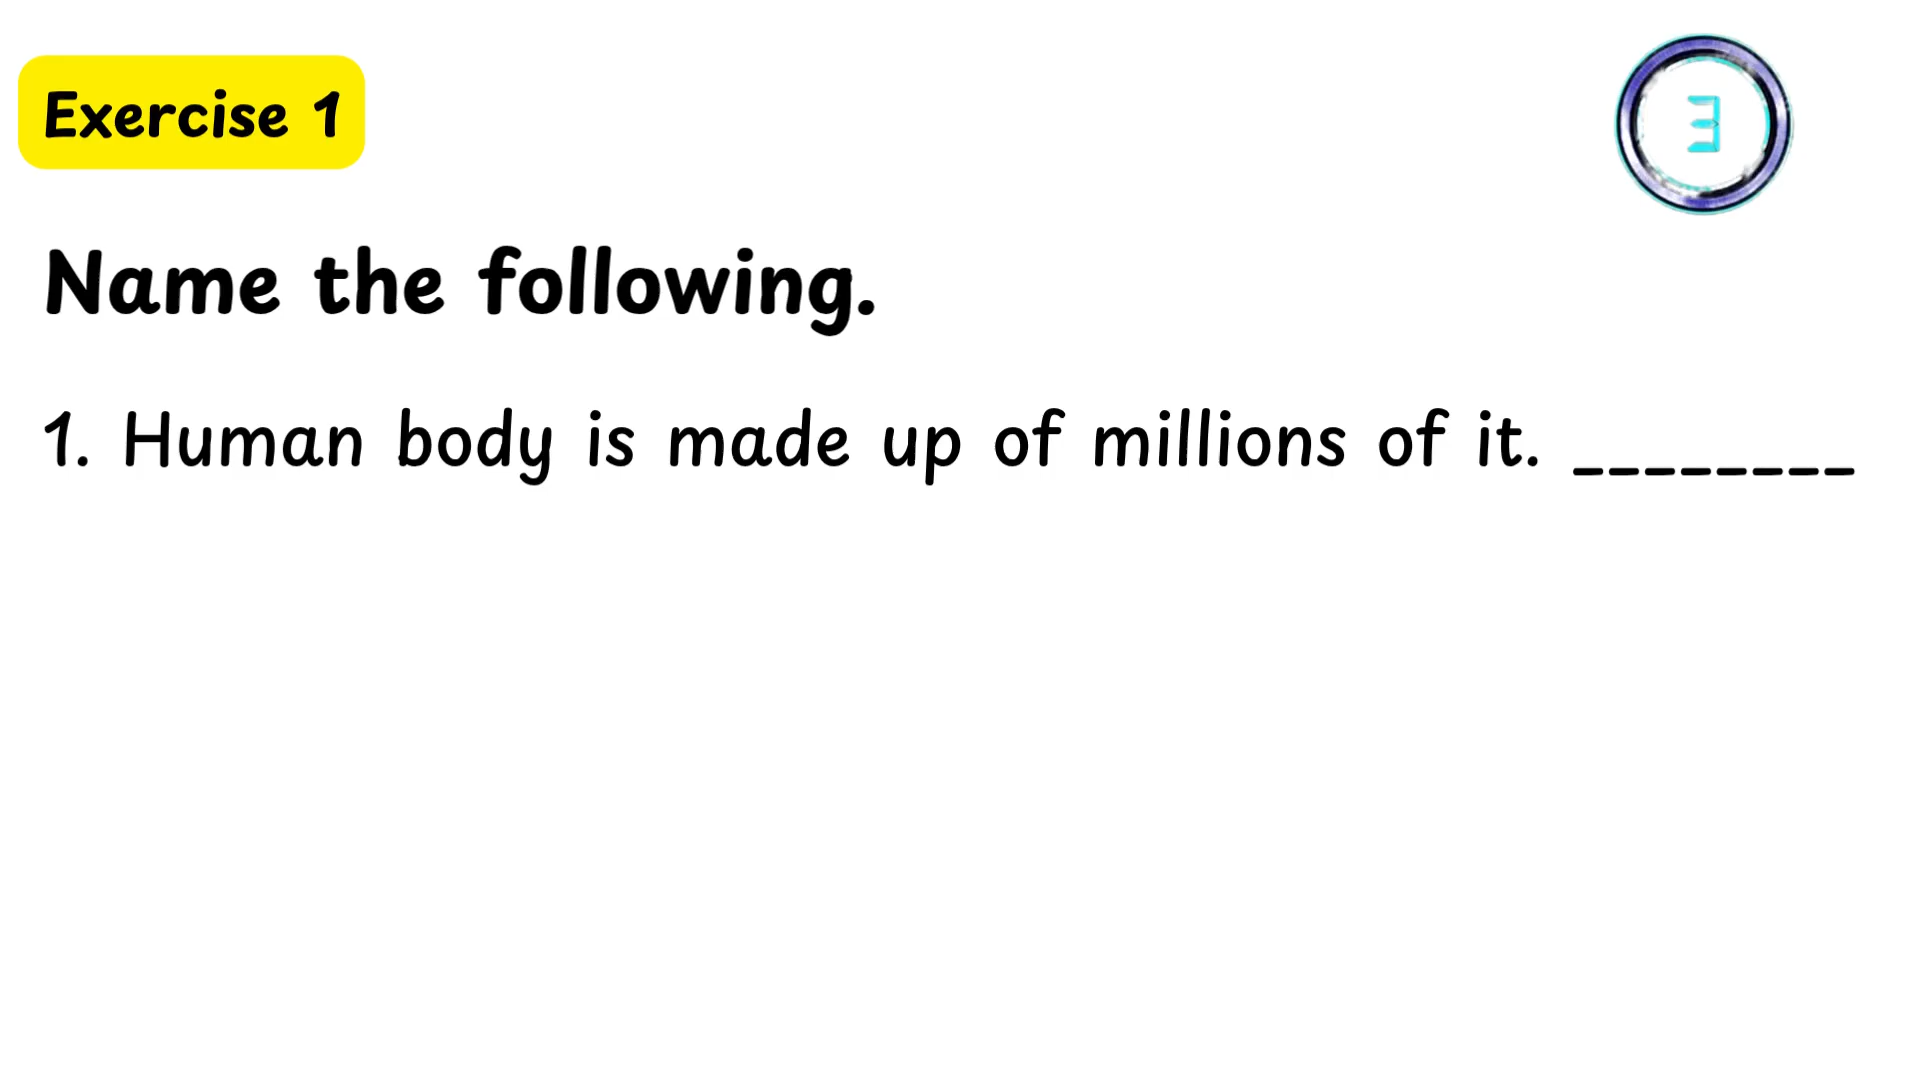 Exercise 1
3
Name the following.
1. Human body is made up of millions of it. ________